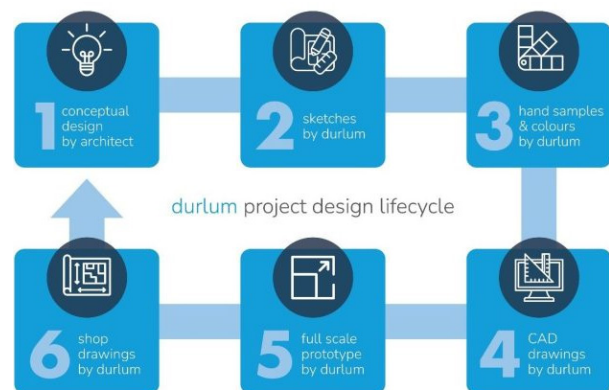 1
conceptual
design
by architect
2
sketches
by durlum
3
hand samples
& colours
by durlum
durlum project design lifecycle
6
shop
drawings
by durlum
5
full scale
prototype
by durlum
4
CAD
drawings
by durlum